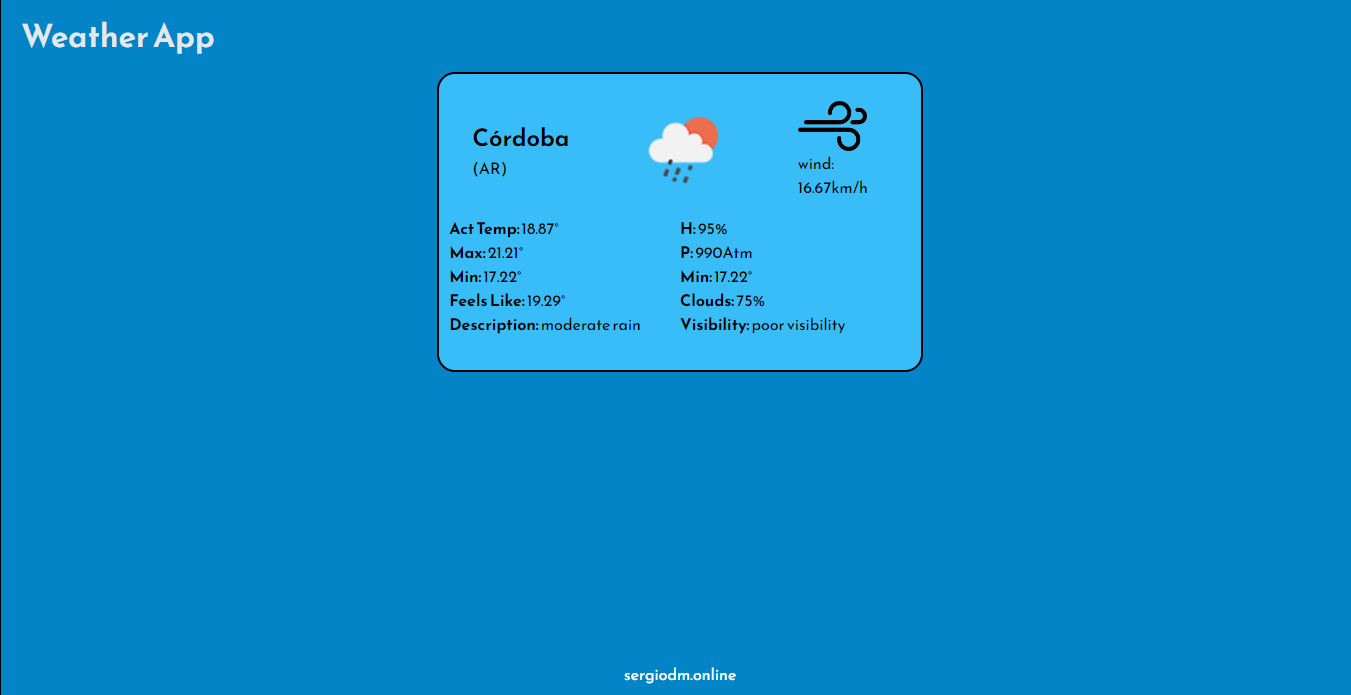 Weather App
Córdoba
(AR)
wind:
16.67km/h
Act Temp: 18.87°
Max: 21.21°
Min: 17.22°
Feels Like: 19.29°
Description: moderate rain
H: 95%
P: 990Atm
Min: 17.22°
Clouds: 75%
Visibility: poor visibility
sergiodm.online